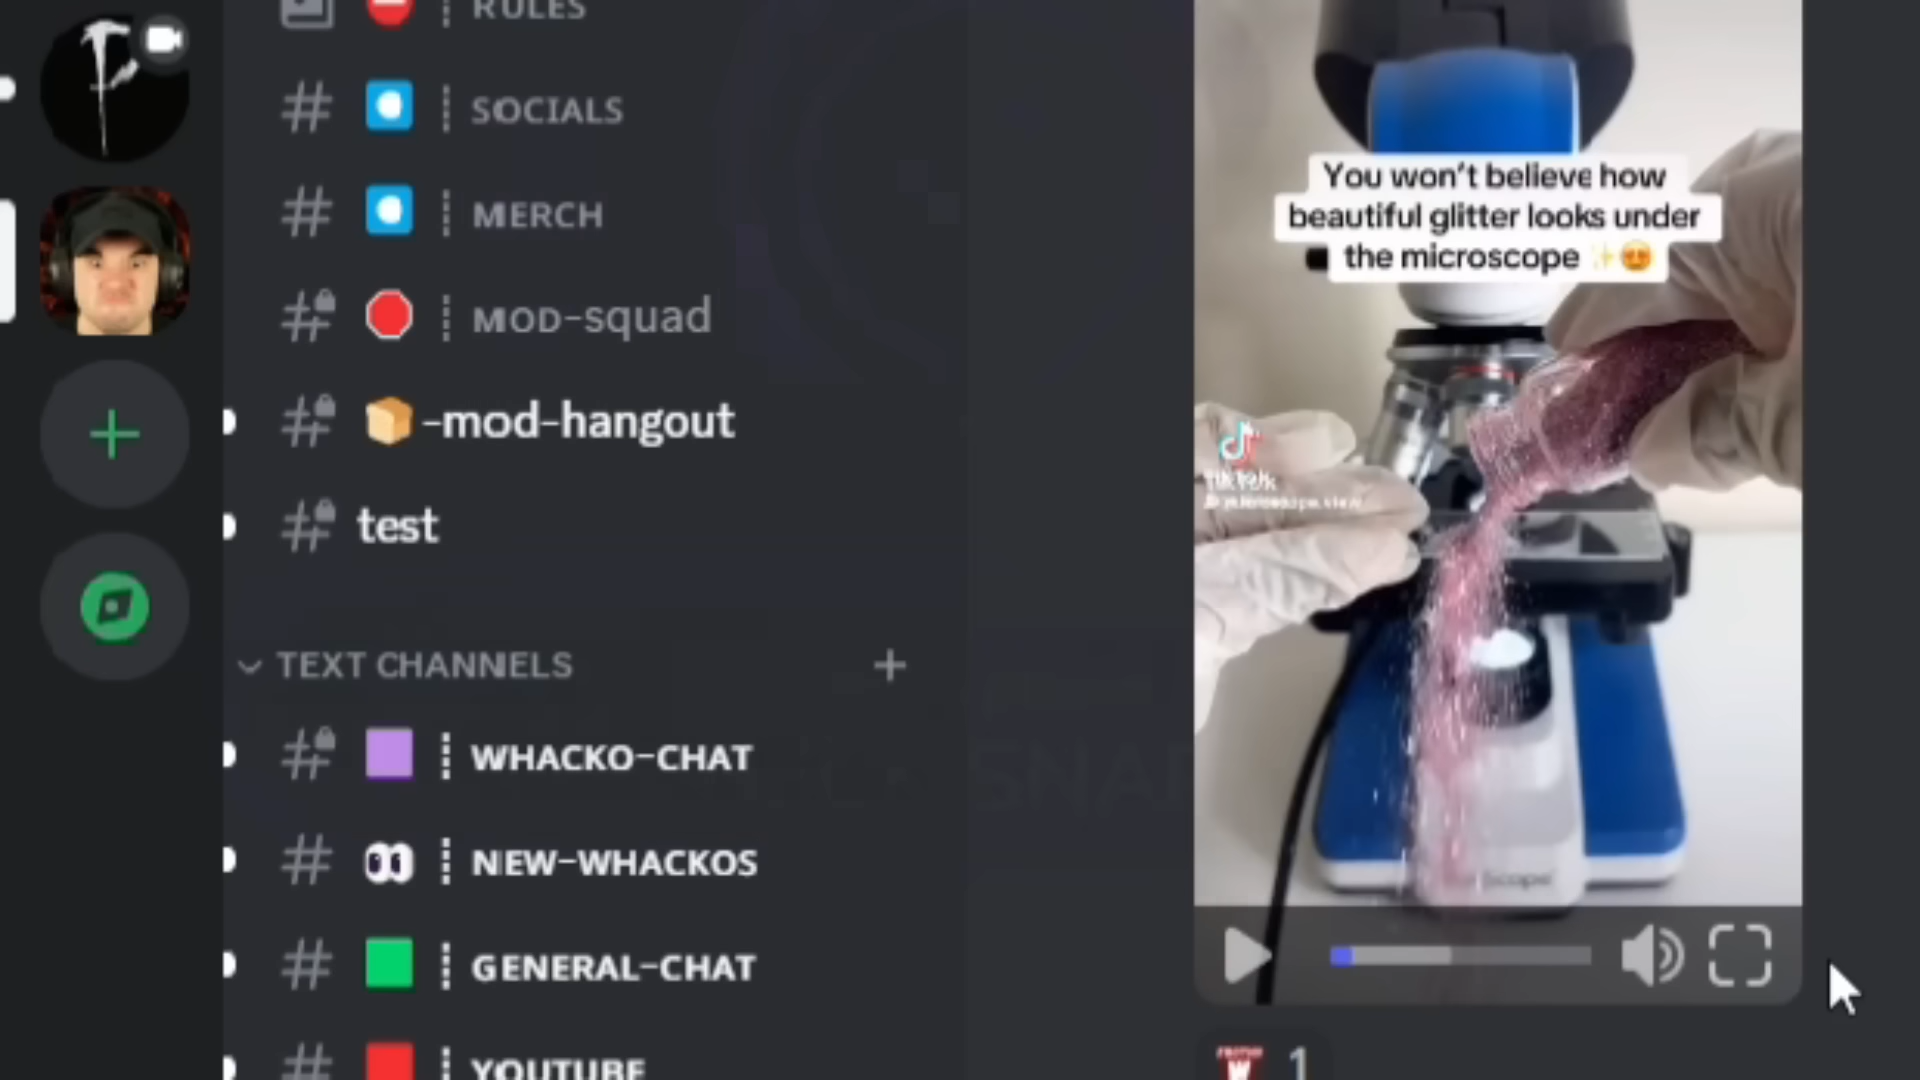 RULES
SOCIALS
MERCH
MOD-squad
-mod-hangout
test
TEXT CHANNELS
WHACKO-CHAT
NEW-WHACKOS
GENERAL-CHAT
YOUTUBE
You won't believe how
beautiful glitter looks under
the microscope ✨😍
TikTok
1